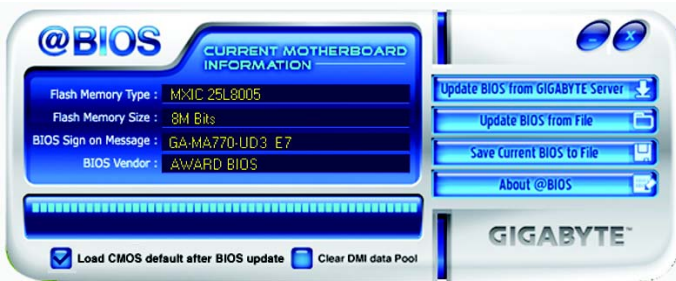 @BIOS
CURRENT MOTHERBOARD
INFORMATION
Flash Memory Type : MXIC 25L8005
Flash Memory Size : 8M Bits
BIOS Sign on Message : GA-MA770-UD3 E7
BIOS Vendor : AWARD BIOS
Load CMOS default after BIOS update
Clear DMI data Pool
- X
Update BIOS from GIGABYTE Server
Update BIOS from File
Save Current BIOS to File
About @BIOS
GIGABYTE™